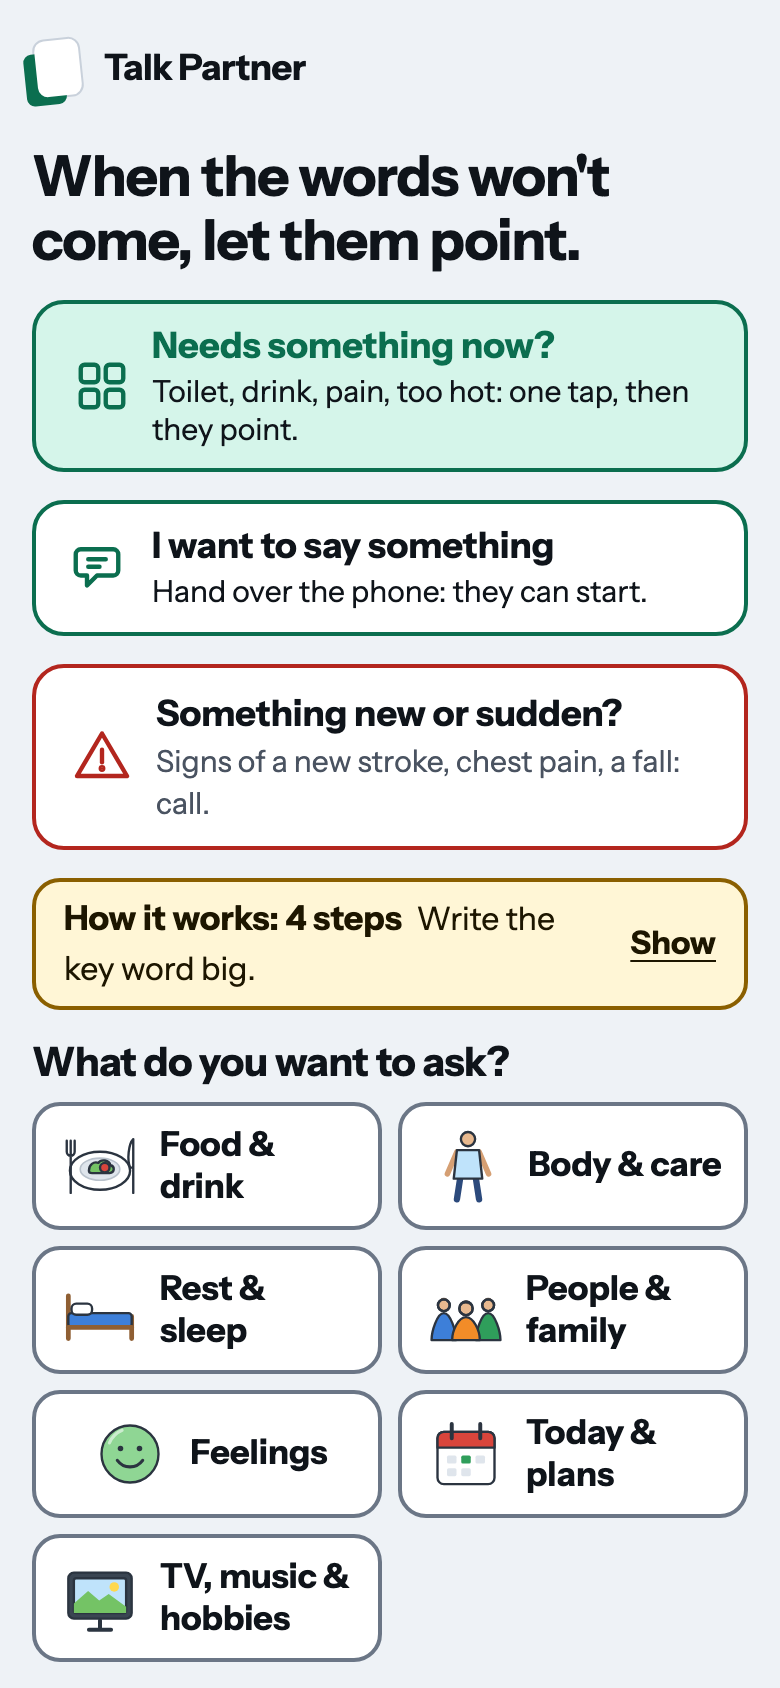 Talk Partner
When the words won't
come, let them point.
Needs something now?
Toilet, drink, pain, too hot: one tap, then
they point.
I want to say something
Hand over the phone: they can start.
Something new or sudden?
Signs of a new stroke, chest pain, a fall:
call.
How it works: 4 steps Write the
key word big.
Show
What do you want to ask?
Food &
drink
Body & care
Rest &
sleep
People &
family
Feelings
Today &
plans
TV, music &
hobbies